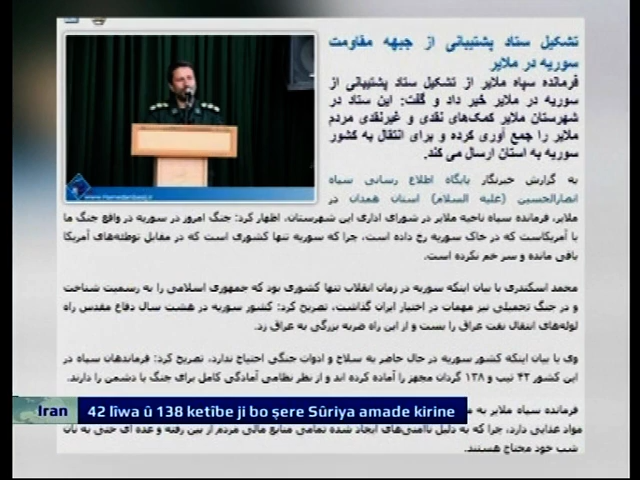 تشکیل ستاد پشتیبانی از جبهه مقاومت
سوریه در ملایر
فرمانده سپاه ملایر از تشکیل ستاد پشتیبانی از
سوریه در ملایر خبر داد و گفت: این ستاد در
شهرستان ملایر کمک‌های نقدی و غیرنقدی مردم
ملایر را جمع آوری کرده و برای انتقال به کشور
سوریه به استان ارسال می کند.
به گزارش خبرنگار پایگاه اطلاع رسانی سپاه
انصارالحسین (علیه السلام) استان همدان در
ملایر، فرمانده سپاه ناحیه ملایر در شورای اداری این شهرستان، اظهار کرد: جنگ امروز در سوریه در واقع جنگ ما
با آمریکاست که در خاک سوریه رخ داده است، چرا که سوریه تنها کشوری است که در مقابل توطئه‌های آمریکا
باقی مانده و سر خم نکرده است.
محمد اسکندری با بیان اینکه سوریه در زمان انقلاب تنها کشوری بود که جمهوری اسلامی را به رسمیت شناخت
و در جنگ تحمیلی نیز مهمات در اختیار ایران گذاشت، تصریح کرد: کشور سوریه در هشت سال دفاع مقدس راه
لوله‌های انتقال نفت عراق را بست و از این راه ضربه بزرگی به عراق زد.
وی با بیان اینکه کشور سوریه در حال حاضر به سلاح و ادوات جنگی احتیاج ندارد، تصریح کرد: فرماندهان سپاه در
این کشور ۴۲ تیپ و ۱۳۸ گردان مجهز را آماده کرده اند و از نظر نظامی آمادگی کامل برای جنگ با دشمن را دارند.
Iran
42 lîwa û 138 ketîbe ji bo şere Sûriya amade kirine
فرمانده سپاه ملایر به
مواد غذایی دارد، چرا که به دلیل ناامنی‌های ایجاد شده تمامی منابع مالی مردم از بین رفته و عده ای حتی به نان
شب خود محتاج هستند.